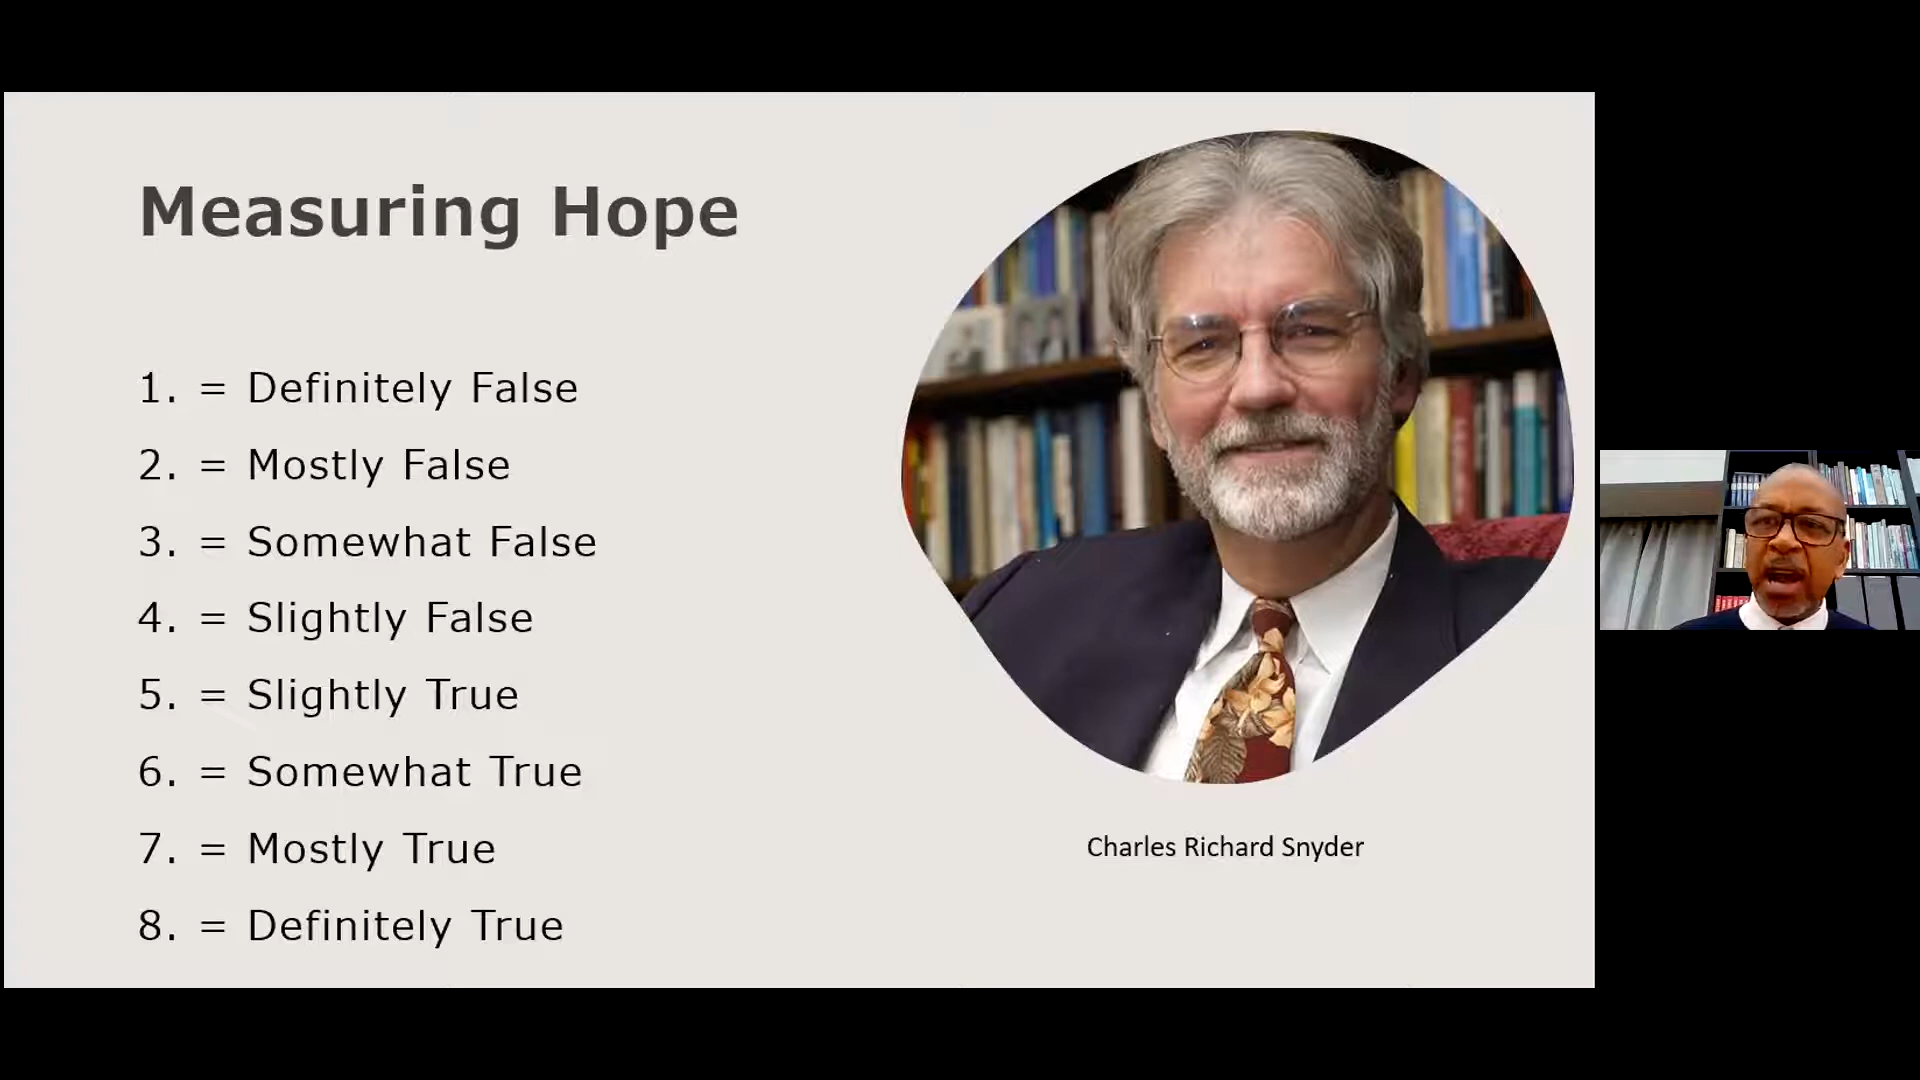 Measuring Hope
1. = Definitely False
2. = Mostly False
3. = Somewhat False
4. = Slightly False
5. = Slightly True
6. = Somewhat True
7. = Mostly True
8. = Definitely True
Charles Richard Snyder